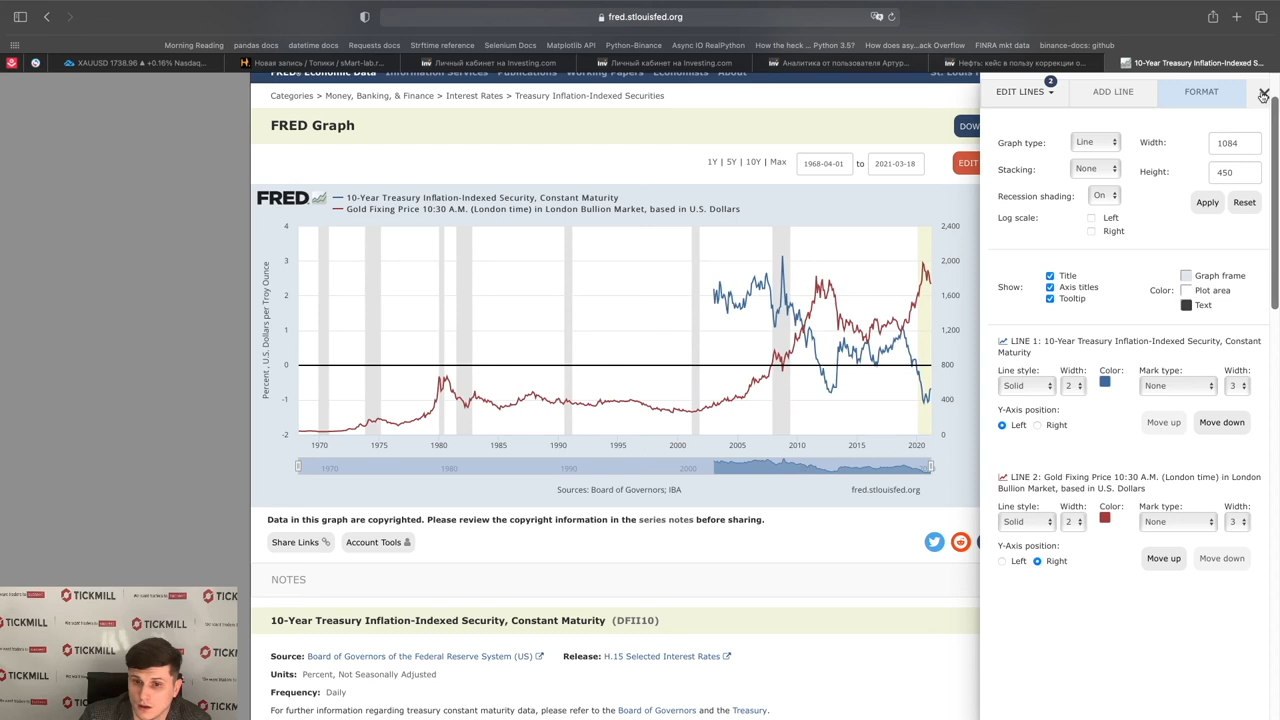 fred.stlouisfed.org
Morning Reading pandas docs datetime docs Requests docs Strftime reference Selenium Docs Matplotlib API Python-Binance Async IO RealPython How the heck ... Python 3.5? How does asy...ack Overflow FINRA mkt data binance-docs: github
XAUUSD 1738.96 ▲ +0.16% Nasdaq... Новая запись / Топики / sMart-lab.r... Личный кабинет на Investing.com Личный кабинет на Investing.com Аналитика от пользователя Артур... Нефть: кейс в пользу коррекции о... 10-Year Treasury Inflation-Indexed S...
FRED® Economic Data Information Services Publications Working Papers Economists About St. Louis
Categories > Money, Banking, & Finance > Interest Rates > Treasury Inflation-Indexed Securities
FRED Graph
DOW
1Y | 5Y | 10Y | Max 1968-04-01 to 2021-03-18 EDIT
FRED
10-Year Treasury Inflation-Indexed Security, Constant Maturity
Gold Fixing Price 10:30 A.M. (London time) in London Bullion Market, based in U.S. Dollars
4 2,400
3 2,000
2 1,600
1 1,200
0 800
-1 400
-2 0
Percent , U.S. Dollars per Troy Ounce
1970 1975 1980 1985 1990 1995 2000 2005 2010 2015 2020
1970 1980 1990 2000
Sources: Board of Governors; IBA fred.stlouisfed.org
Data in this graph are copyrighted. Please review the copyright information in the series notes before sharing.
Share Links Account Tools
NOTES
10-Year Treasury Inflation-Indexed Security, Constant Maturity (DFII10)
Source: Board of Governors of the Federal Reserve System (US) Release: H.15 Selected Interest Rates
Units: Percent, Not Seasonally Adjusted
Frequency: Daily
For further information regarding treasury constant maturity data, please refer to the Board of Governors and the Treasury.
2
EDIT LINES ADD LINE FORMAT
Graph type: Line Width: 1084
Stacking: None Height: 450
Recession shading: On Apply Reset
Log scale: Left
Right
Show: Title
Axis titles
Tooltip
Color: Graph frame
Plot area
Text
LINE 1: 10-Year Treasury Inflation-Indexed Security, Constant
Maturity
Line style: Width: Color: Mark type: Width:
Solid 2 None 3
Y-Axis position:
Left Right Move up Move down
LINE 2: Gold Fixing Price 10:30 A.M. (London time) in London
Bullion Market, based in U.S. Dollars
Line style: Width: Color: Mark type: Width:
Solid 2 None 3
Y-Axis position:
Left Right Move up Move down
TICKMILL
TICKMILL
TICKMILL
TICKMILL